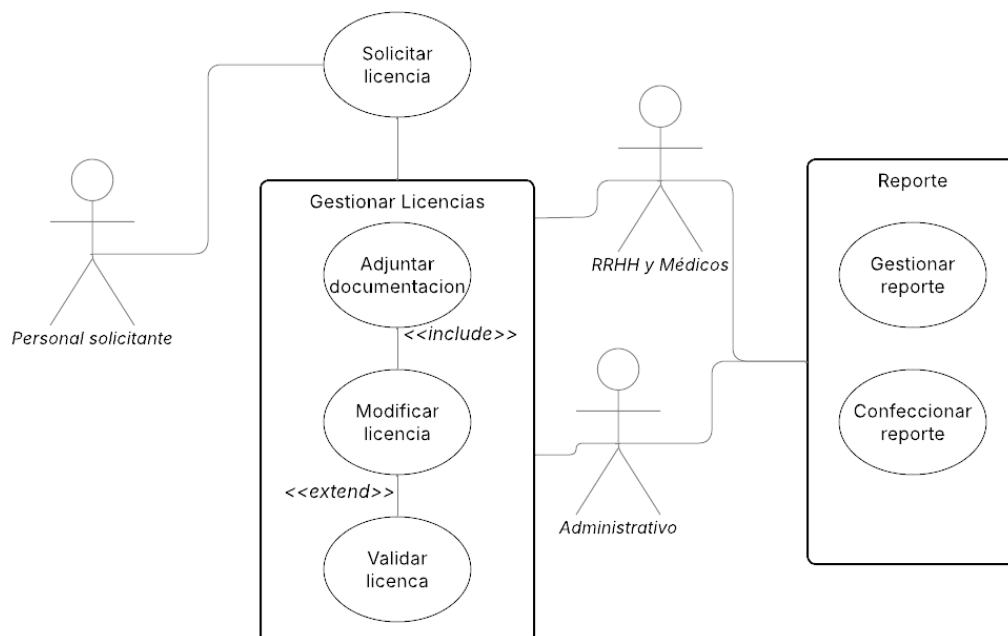 Solicitar
licencia
Personal solicitante
Gestionar Licencias
Adjuntar
documentacion
<<include>>
Modificar
licencia
<<extend>>
Validar
licenca
RRHH y Médicos
Administrativo
Reporte
Gestionar
reporte
Confeccionar
reporte